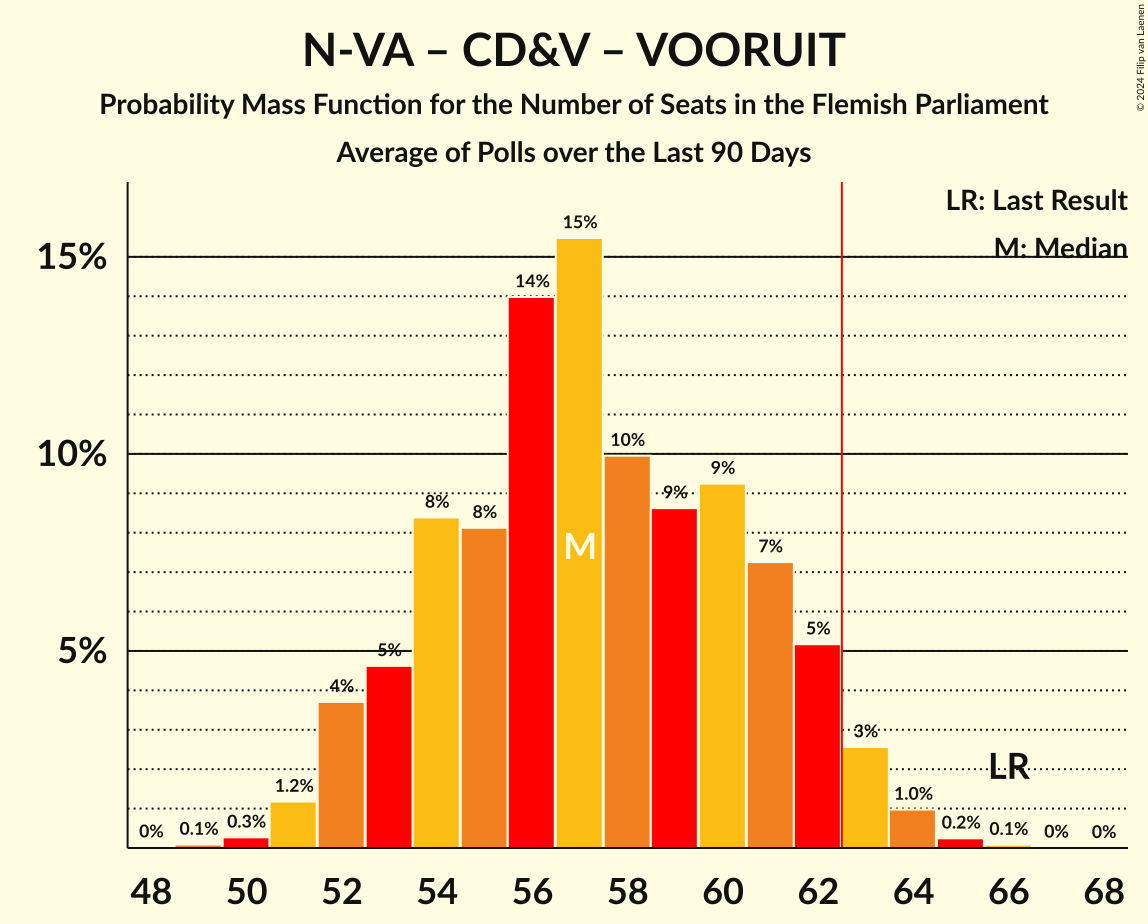 N-VA – CD&V – VOORUIT
Probability Mass Function for the Number of Seats in the Flemish Parliament
Average of Polls over the Last 90 Days
© 2024 Filip van Laenen
LR: Last Result
M: Median
15%
10%
5%
0%
0.1%
0.3%
1.2%
4%
5%
8%
8%
14%
15%
10%
9%
9%
7%
5%
3%
1.0%
0.2%
0.1%
0%
0%
M
LR
48 50 52 54 56 58 60 62 64 66 68